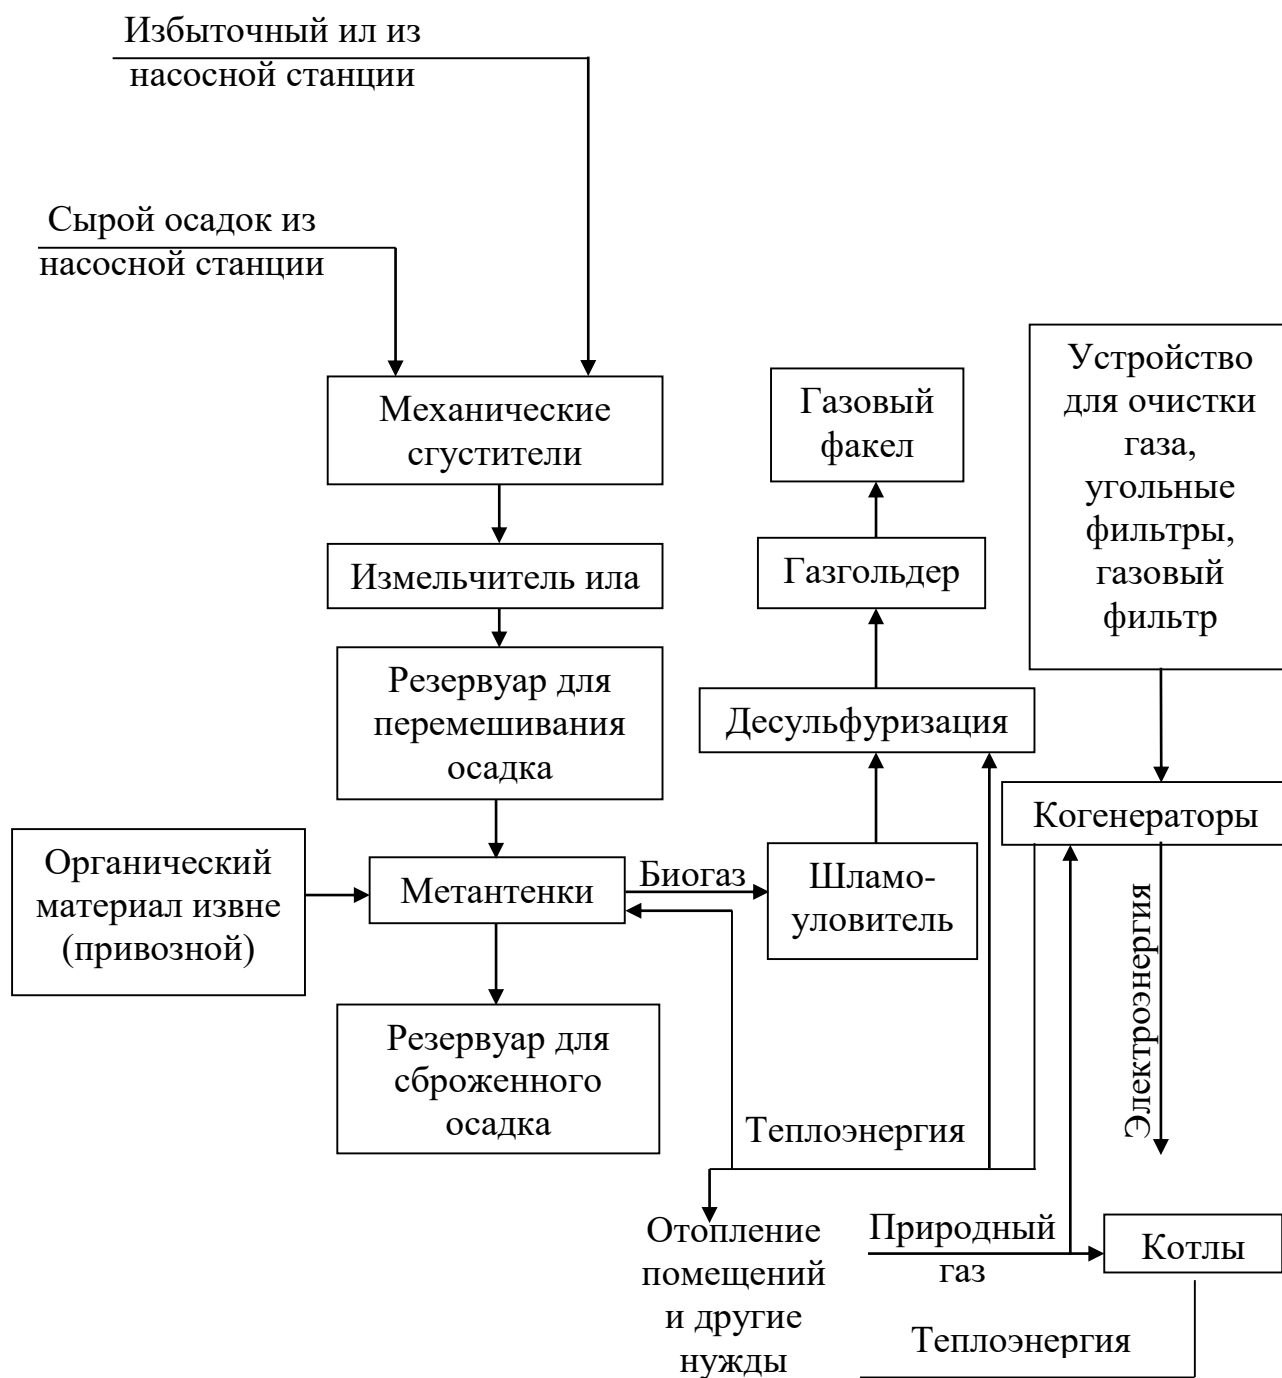 Избыточный ил из
насосной станции
Сырой осадок из
насосной станции
Механические
сгустители
Измельчитель ила
Резервуар для
перемешивания
осадка
Органический
материал извне
(привозной)
Метантенки
Резервуар для
сброженного
осадка
Биогаз
Шламо-
уловитель
Десульфуризация
Газгольдер
Газовый
факел
Устройство
для очистки
газа,
угольные
фильтры,
газовый
фильтр
Когенераторы
Электроэнергия
Теплоэнергия
Отопление
помещений
и другие
нужды
Природный
газ
Котлы
Теплоэнергия